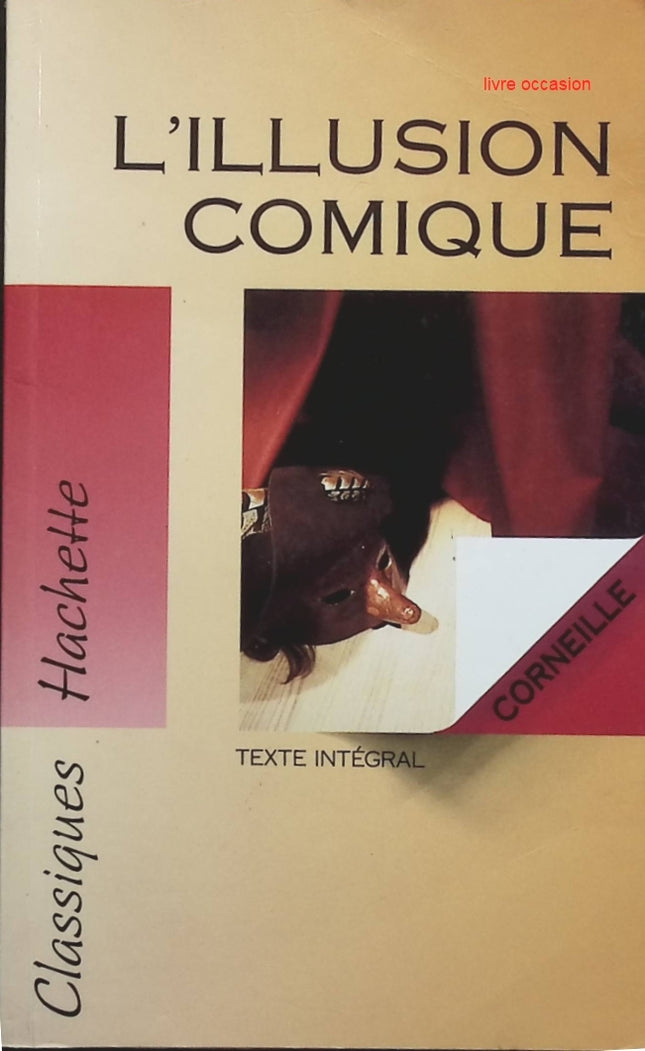 livre occasion
L'ILLUSION
COMIQUE
CORNEILLE
TEXTE INTÉGRAL
Classiques Hachette